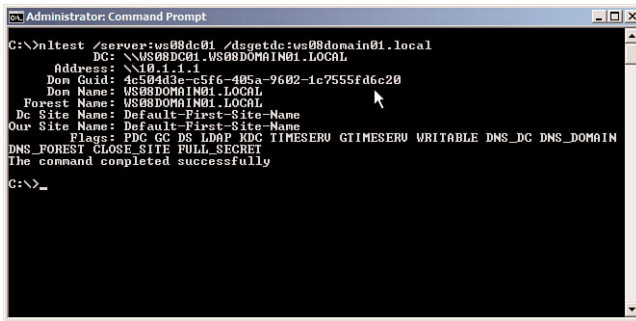 Administrator: Command Prompt
C:\>nltest /server:ws08dc01 /dsgetdc:ws08domain01.local
DC: \\WS08DC01.WS08DOMAIN01.LOCAL
Address: \\10.1.1.1
Dom Guid: 4c504d3e-c5f6-405a-9602-1c7555fd6c20
Dom Name: WS08DOMAIN01.LOCAL
Forest Name: WS08DOMAIN01.LOCAL
Dc Site Name: Default-First-Site-Name
Our Site Name: Default-First-Site-Name
Flags: PDC GC DS LDAP KDC TIMESERV GTIMESERV WRITABLE DNS_DC DNS_DOMAIN
DNS_FOREST CLOSE_SITE FULL_SECRET
The command completed successfully
C:\>_